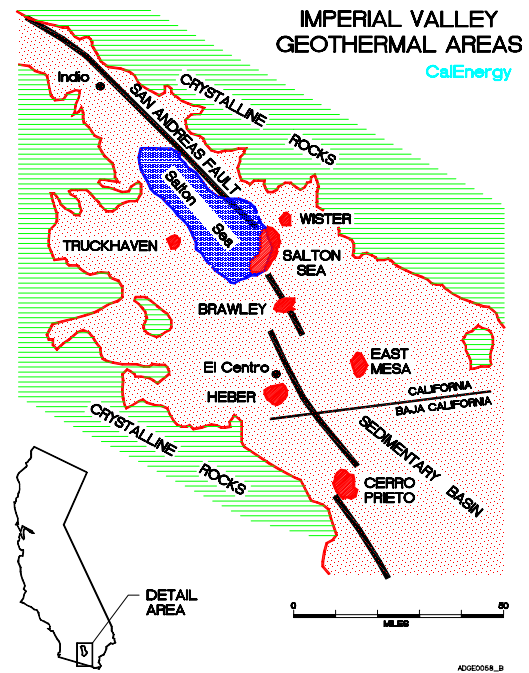 IMPERIAL VALLEY
GEOTHERMAL AREAS
CalEnergy
Indio
SAN ANDREAS FAULT
CRYSTALLINE
ROCKS
Salton
Sea
WISTER
TRUCKHAVEN
SALTON
SEA
BRAWLEY
EAST
MESA
El Centro
HEBER
CALIFORNIA
BAJA CALIFORNIA
CRYSTALLINE
ROCKS
SEDIMENTARY BASIN
CERRO
PRIETO
DETAIL
AREA
0
50
MILES
ADGE0058_B